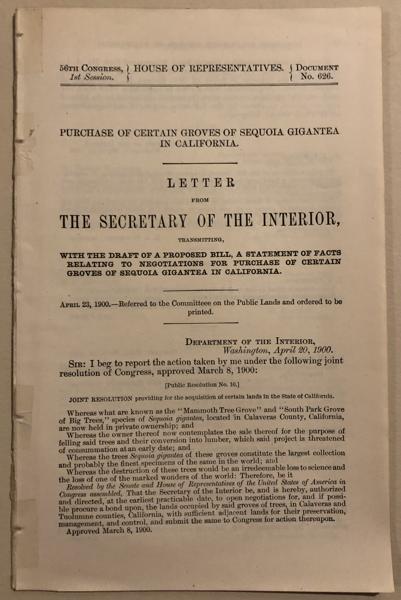 56TH CONGRESS, } HOUSE OF REPRESENTATIVES. { DOCUMENT
1st Session. } { No. 626.
PURCHASE OF CERTAIN GROVES OF SEQUOIA GIGANTEA
IN CALIFORNIA.
LETTER
FROM
THE SECRETARY OF THE INTERIOR,
TRANSMITTING,
WITH THE DRAFT OF A PROPOSED BILL, A STATEMENT OF FACTS
RELATING TO NEGOTIATIONS FOR PURCHASE OF CERTAIN
GROVES OF SEQUOIA GIGANTEA IN CALIFORNIA.
APRIL 23, 1900.—Referred to the Committeee on the Public Lands and ordered to be
printed.
DEPARTMENT OF THE INTERIOR,
Washington, April 20, 1900.
SIR: I beg to report the action taken by me under the following joint
resolution of Congress, approved March 8, 1900:
[Public Resolution No. 10.]
JOINT RESOLUTION providing for the acquisition of certain lands in the State of California.
Whereas what are known as the "Mammoth Tree Grove" and "South Park Grove
of Big Trees," species of Sequoia gigantea, located in Calaveras County, California,
are now held in private ownership; and
Whereas the owner thereof now contemplates the sale thereof for the purpose of
felling said trees and their conversion into lumber, which said project is threatened
of consummation at an early date; and
Whereas the trees Sequoia gigantea of these groves constitute the largest collection
and probably the finest specimens of the same in the world; and
Whereas the destruction of these trees would be an irredeemable loss to science and
the loss of one of the marked wonders of the world: Therefore, be it
Resolved by the Senate and House of Representatives of the United States of America in
Congress assembled, That the Secretary of the Interior be, and is hereby, authorized
and directed, at the earliest practicable date, to open negotiations for, and if possi-
ble procure a bond upon, the lands occupied by said groves of trees, in Calaveras and
Tuolumne counties, California, with sufficient adjacent lands for their preservation,
management, and control, and submit the same to Congress for action thereupon.
Approved March 8, 1900.